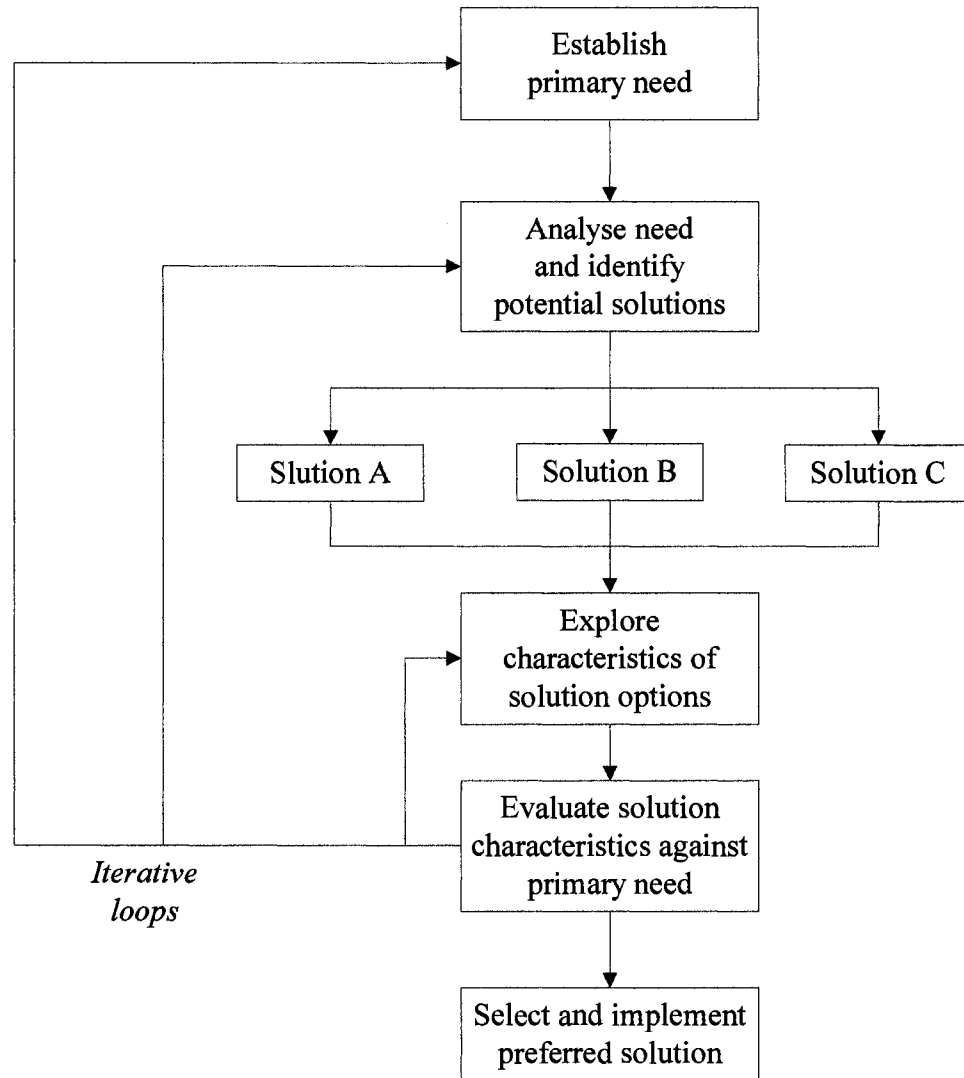 Establish
primary need
Analyse need
and identify
potential solutions
Slution A
Solution B
Solution C
Explore
characteristics of
solution options
Evaluate solution
characteristics against
primary need
Iterative
loops
Select and implement
preferred solution